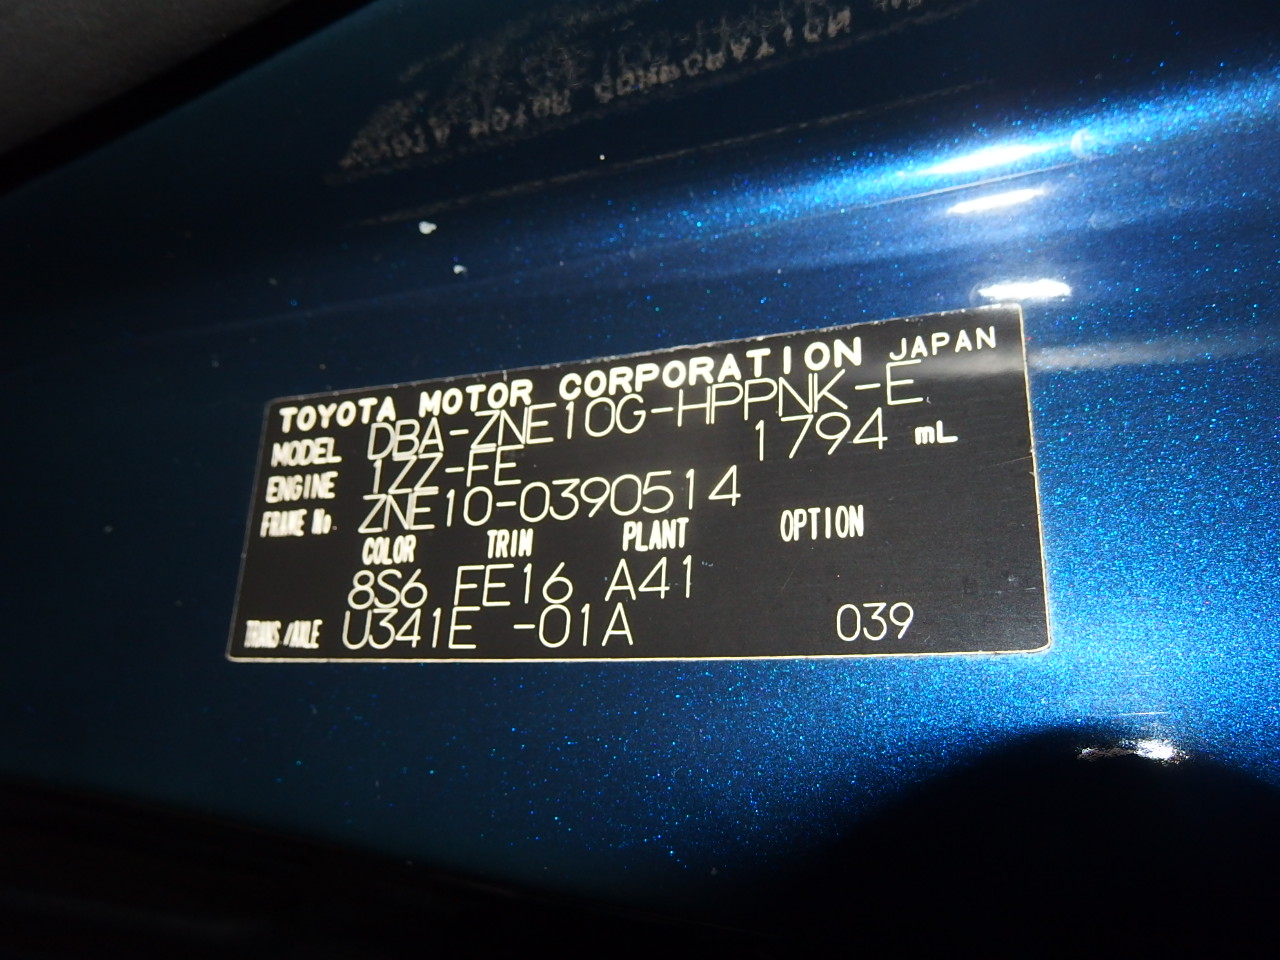 TOYOTA MOTOR CORPORATION JAPAN
MODEL DBA-ZNE10G-HPPNK-E
ENGINE 1ZZ-FE 1794 mL
FRAME No. ZNE10-0390514
COLOR TRIM PLANT OPTION
8S6 FE16 A41
TRANS/AXLE U341E -01A 039